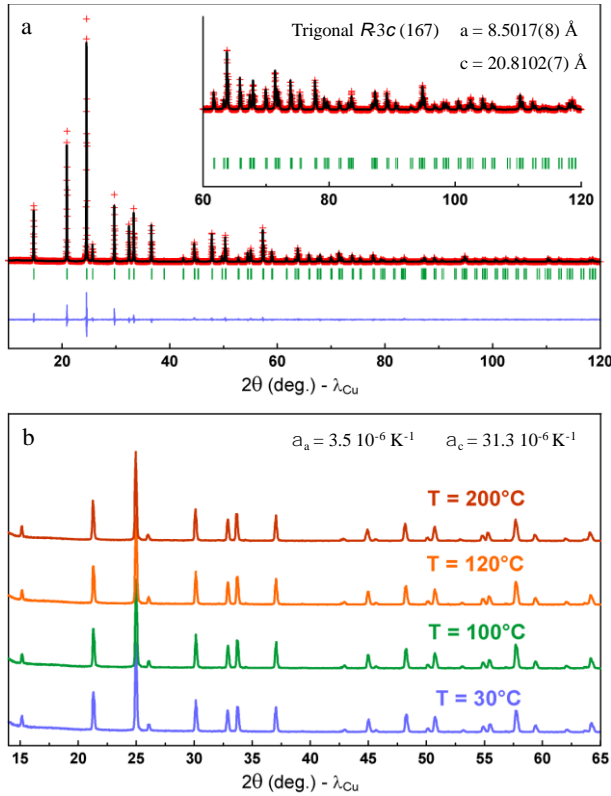 a
Trigonal R-3c (167) a = 8.5017(8) Å
c = 20.8102(7) Å
60 80 100 120
20 40 60 80 100 120
2θ (deg.) - λCu
b
ɑa = 3.5 10-6 K-1 ɑc = 31.3 10-6 K-1
T = 200°C
T = 120°C
T = 100°C
T = 30°C
15 20 25 30 35 40 45 50 55 60 65
2θ (deg.) - λCu